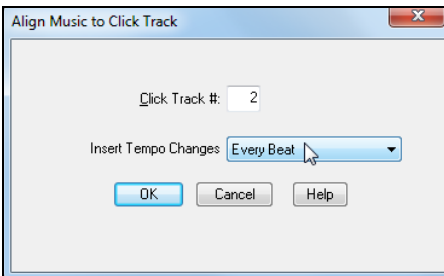 Align Music to Click Track
Click Track #: 2
Insert Tempo Changes Every Beat
OK Cancel Help